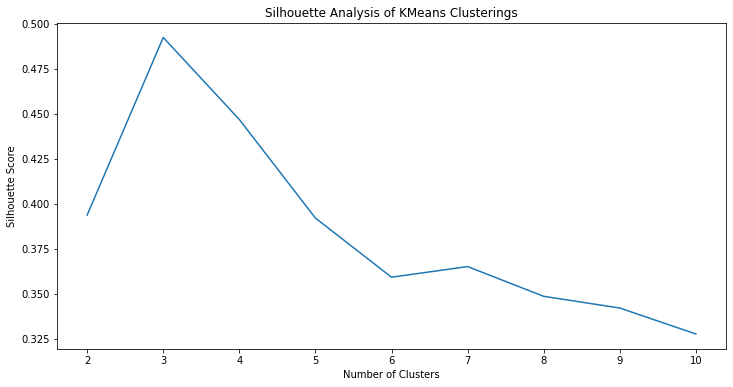 Silhouette Analysis of KMeans Clusterings
0.500
0.475
0.450
0.425
0.400
0.375
0.350
0.325
Silhouette Score
2 3 4 5 6 7 8 9 10
Number of Clusters